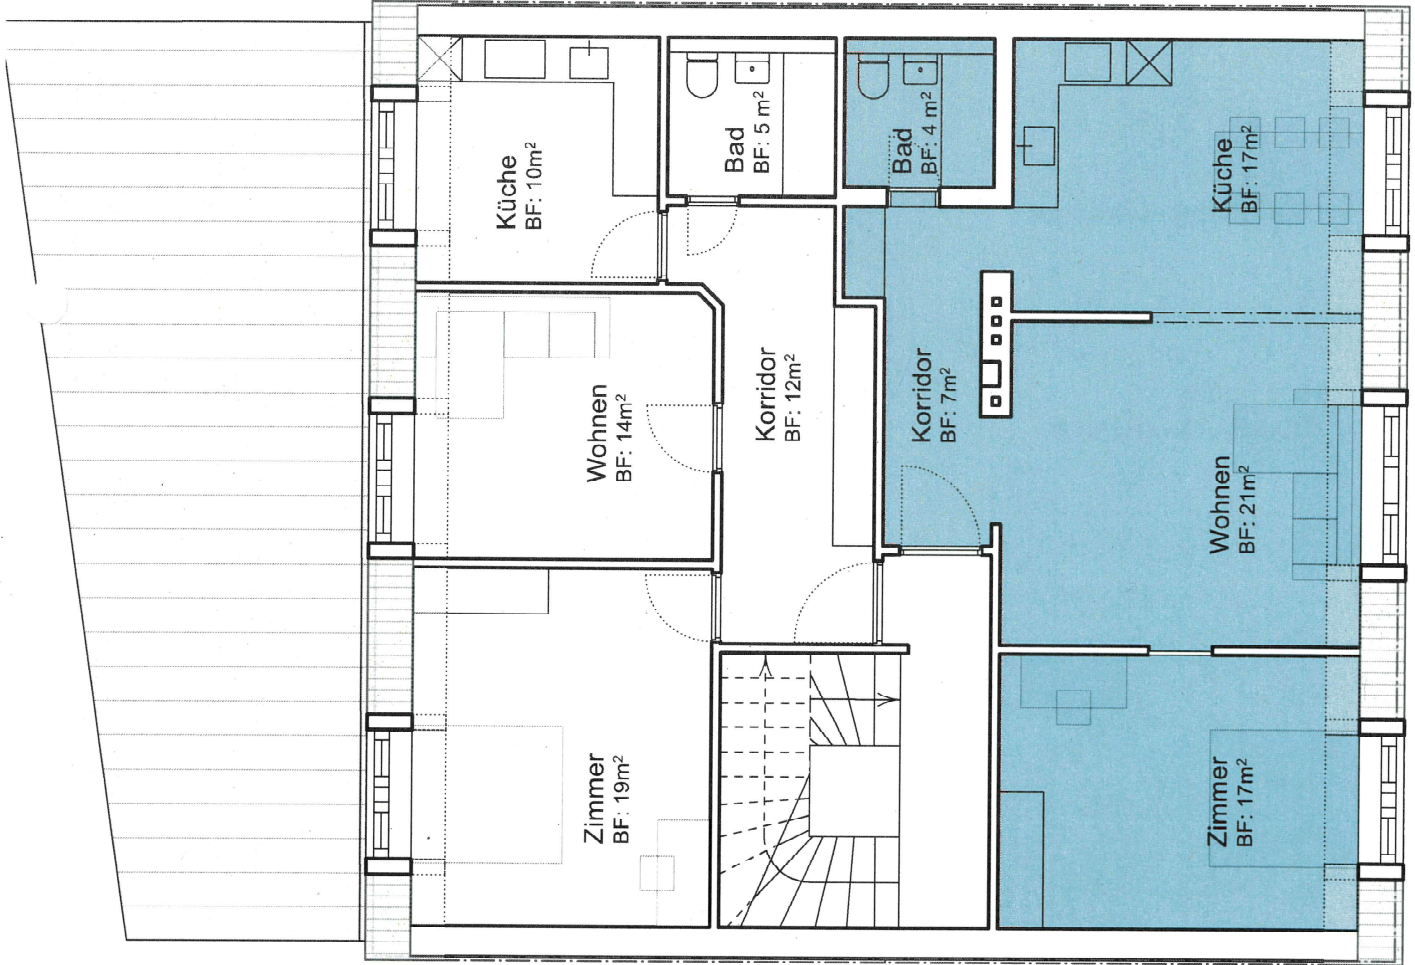 Küche
BF: 10m²
Bad
BF: 5 m²
Bad
BF: 4 m²
Küche
BF: 17m²
Wohnen
BF: 14m²
Korridor
BF: 12m²
Korridor
BF: 7m²
Wohnen
BF: 21m²
Zimmer
BF: 19m²
Zimmer
BF: 17m²